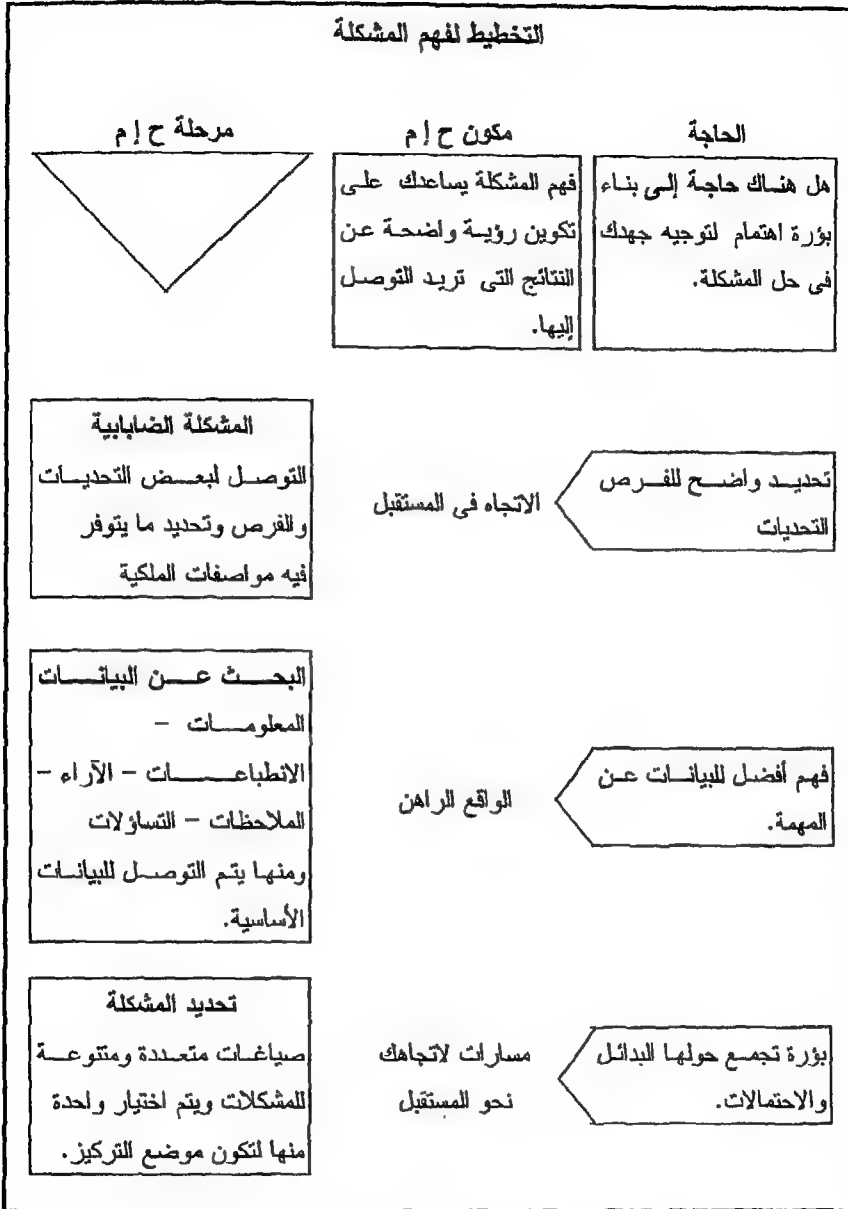 التخطيط لفهم المشكلة
الحاجة
هل هناك حاجة إلى بناء
بؤرة اهتمام لتوجيه جهدك
فى حل المشكلة.
مكون ح إ م
فهم المشكلة يساعدك على
تكوين رؤية واضحة عن
النتائج التى تريد التوصل
إليها.
مرحلة ح إ م
تحديد واضح للفرص
التحديات
الاتجاه فى المستقبل
المشكلة الضابابية
التوصل لبعض التحديات
والفرص وتحديد ما يتوفر
فيه مواصفات الملكية
فهم أفضل للبيانات عن
المهمة.
الواقع الراهن
البحث عن البيانات
المعلومات –
الانطباعات – الآراء –
الملاحظات – التساؤلات
ومنها يتم التوصل للبيانات
الأساسية.
بؤرة تجمع حولها البدائل
والاحتمالات.
مسارات لاتجاهك
نحو المستقبل
تحديد المشكلة
صياغات متعددة ومتنوعة
للمشكلات ويتم اختيار واحدة
منها لتكون موضع التركيز.